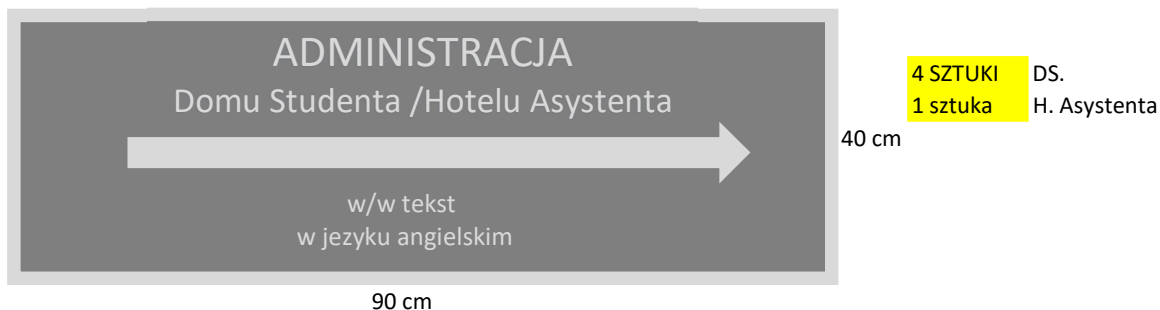 ADMINISTRACJA
Domu Studenta /Hotelu Asystenta
w/w tekst
w jezyku angielskim
90 cm
40 cm
4 SZTUKI DS.
1 sztuka H. Asystenta